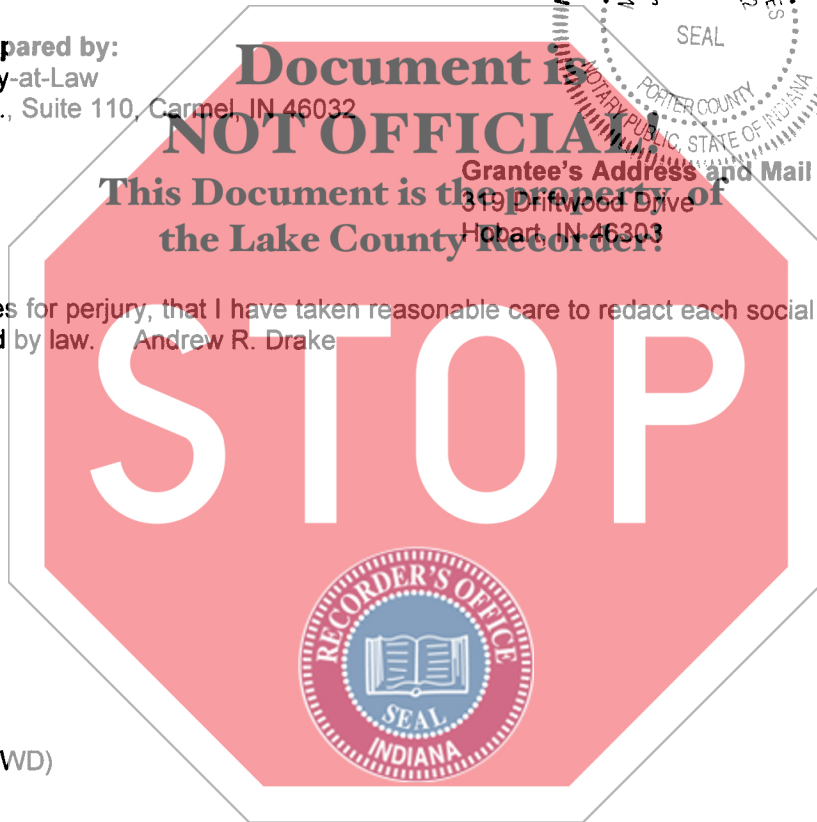 pared by:
y-at-Law
., Suite 110, Carmel, IN 46032
SEAL
PORTER COUNTY
NOTARY PUBLIC, STATE OF INDIANA
Document is
NOT OFFICIAL!
This Document is the property of
the Lake County Recorder!
Grantee's Address and Mail
319 Driftwood Drive
Hobart, IN 46303
es for perjury, that I have taken reasonable care to redact each social
d by law. Andrew R. Drake
STOP
RECORDER'S OFFICE
SEAL
INDIANA
WD)